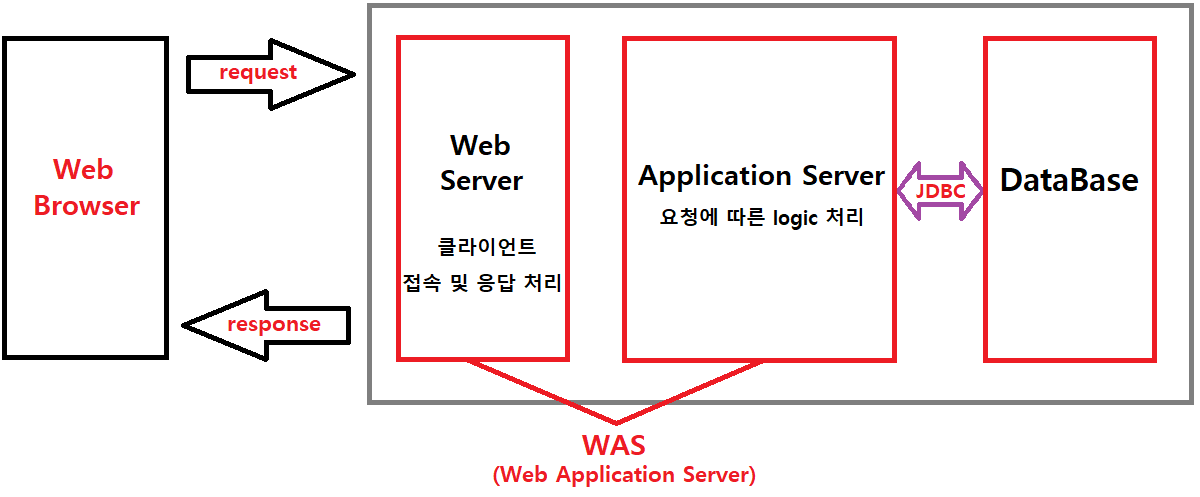 Web
Browser
request
response
Web
Server
클라이언트
접속 및 응답 처리
Application Server
요청에 따른 logic 처리
JDBC
DataBase
WAS
(Web Application Server)